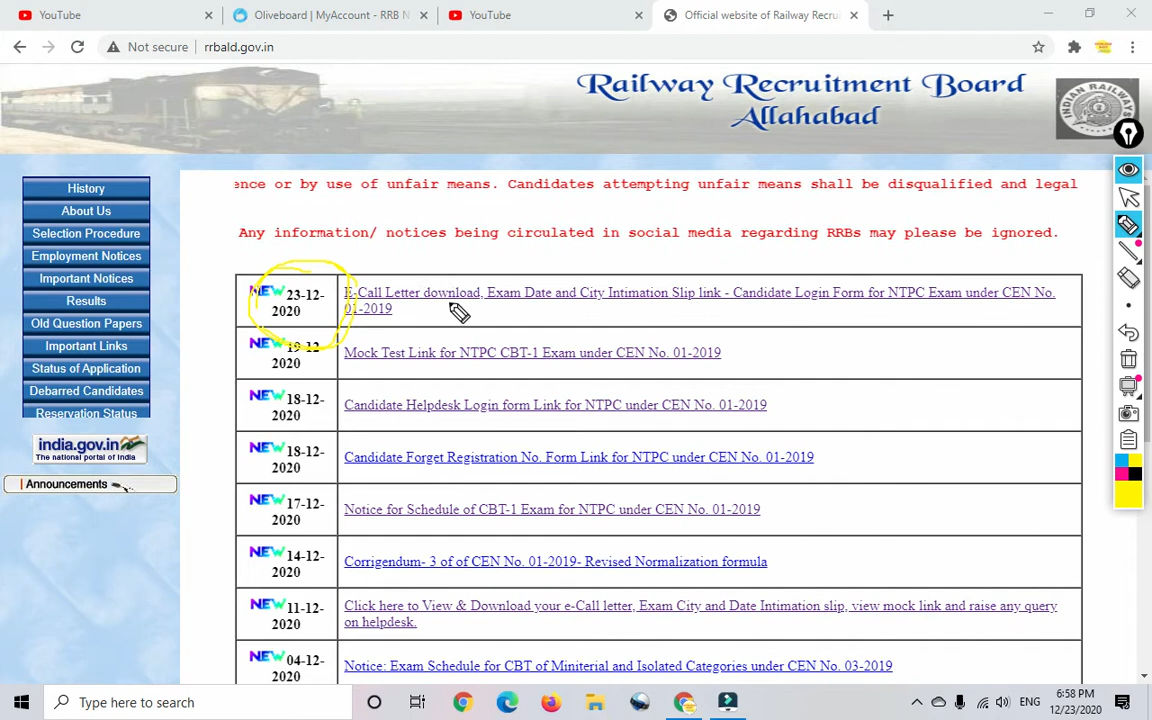 YouTube
Oliveboard | MyAccount - RRB N
YouTube
Official website of Railway Recru
Not secure
rrbald.gov.in
Railway Recruitment Board
Allahabad
INDIAN RAILWAYS
ence or by use of unfair means. Candidates attempting unfair means shall be disqualified and legal
Any information/ notices being circulated in social media regarding RRBs may please be ignored.
History
About Us
Selection Procedure
Employment Notices
Important Notices
Results
Old Question Papers
Important Links
Status of Application
Debarred Candidates
Reservation Status
india.gov.in
The national portal of India
Announcements
NEW 23-12-
2020
E-Call Letter download, Exam Date and City Intimation Slip link - Candidate Login Form for NTPC Exam under CEN No.
01-2019
NEW 19-12-
2020
Mock Test Link for NTPC CBT-1 Exam under CEN No. 01-2019
NEW 18-12-
2020
Candidate Helpdesk Login form Link for NTPC under CEN No. 01-2019
NEW 18-12-
2020
Candidate Forget Registration No. Form Link for NTPC under CEN No. 01-2019
NEW 17-12-
2020
Notice for Schedule of CBT-1 Exam for NTPC under CEN No. 01-2019
NEW 14-12-
2020
Corrigendum- 3 of of CEN No. 01-2019- Revised Normalization formula
NEW 11-12-
2020
Click here to View & Download your e-Call letter, Exam City and Date Intimation slip, view mock link and raise any query
on helpdesk.
NEW 04-12-
2020
Notice: Exam Schedule for CBT of Miniterial and Isolated Categories under CEN No. 03-2019
Type here to search
ENG
6:58 PM
12/23/2020